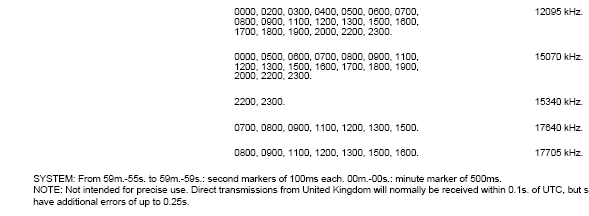 0000, 0200, 0300, 0400, 0500, 0600, 0700, 12095 kHz.
0800, 0900, 1100, 1200, 1300, 1500, 1600,
1700, 1800, 1900, 2000, 2200, 2300.
0000, 0500, 0600, 0700, 0800, 0900, 1100, 15070 kHz.
1200, 1300, 1500, 1600, 1700, 1800, 1900,
2000, 2200, 2300.
2200, 2300. 15340 kHz.
0700, 0800, 0900, 1100, 1200, 1300, 1500. 17640 kHz.
0800, 0900, 1100, 1200, 1300, 1500, 1600. 17705 kHz.
SYSTEM: From 59m.-55s. to 59m.-59s.: second markers of 100ms each. 00m.-00s.: minute marker of 500ms.
NOTE: Not intended for precise use. Direct transmissions from United Kingdom will normally be received within 0.1s. of UTC, but s
have additional errors of up to 0.25s.